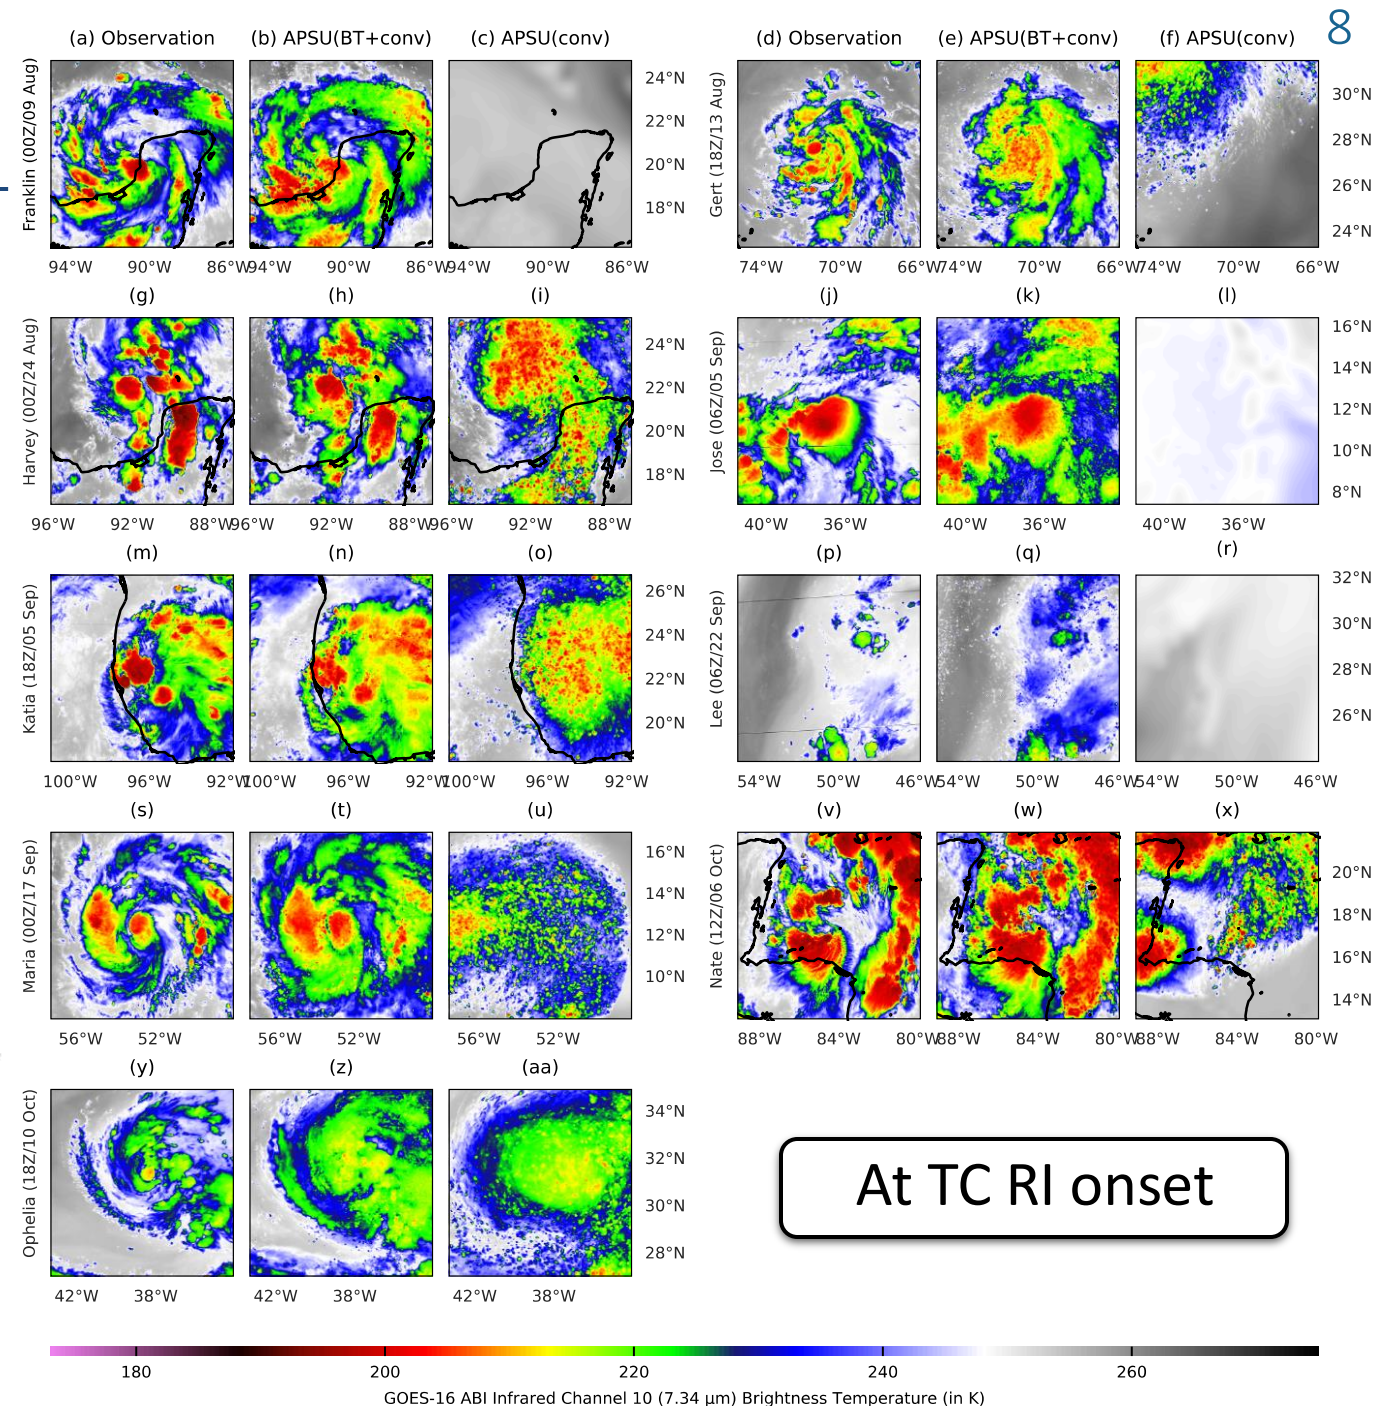 8
(a) Observation (b) APSU(BT+conv) (c) APSU(conv) (d) Observation (e) APSU(BT+conv) (f) APSU(conv)
Franklin (00Z/09 Aug)
24°N
22°N
20°N
18°N
94°W 90°W 86°W 94°W 90°W 86°W 94°W 90°W 86°W
Gert (18Z/13 Aug)
30°N
28°N
26°N
24°N
74°W 70°W 66°W 74°W 70°W 66°W 74°W 70°W 66°W
(g) (h) (i) (j) (k) (l)
Harvey (00Z/24 Aug)
24°N
22°N
20°N
18°N
96°W 92°W 88°W 96°W 92°W 88°W 96°W 92°W 88°W
Jose (06Z/05 Sep)
16°N
14°N
12°N
10°N
8°N
40°W 36°W 40°W 36°W 40°W 36°W
(m) (n) (o) (p) (q) (r)
Katia (18Z/05 Sep)
26°N
24°N
22°N
20°N
100°W 96°W 92°W 100°W 96°W 92°W 100°W 96°W 92°W
Lee (06Z/22 Sep)
32°N
30°N
28°N
26°N
54°W 50°W 46°W 54°W 50°W 46°W 54°W 50°W 46°W
(s) (t) (u) (v) (w) (x)
Maria (00Z/17 Sep)
16°N
14°N
12°N
10°N
56°W 52°W 56°W 52°W 56°W 52°W
Nate (12Z/06 Oct)
20°N
18°N
16°N
14°N
88°W 84°W 80°W 88°W 84°W 80°W 88°W 84°W 80°W
(y) (z) (aa)
Ophelia (18Z/10 Oct)
34°N
32°N
30°N
28°N
42°W 38°W 42°W 38°W 42°W 38°W
At TC RI onset
180 200 220 240 260
GOES-16 ABI Infrared Channel 10 (7.34 μm) Brightness Temperature (in K)